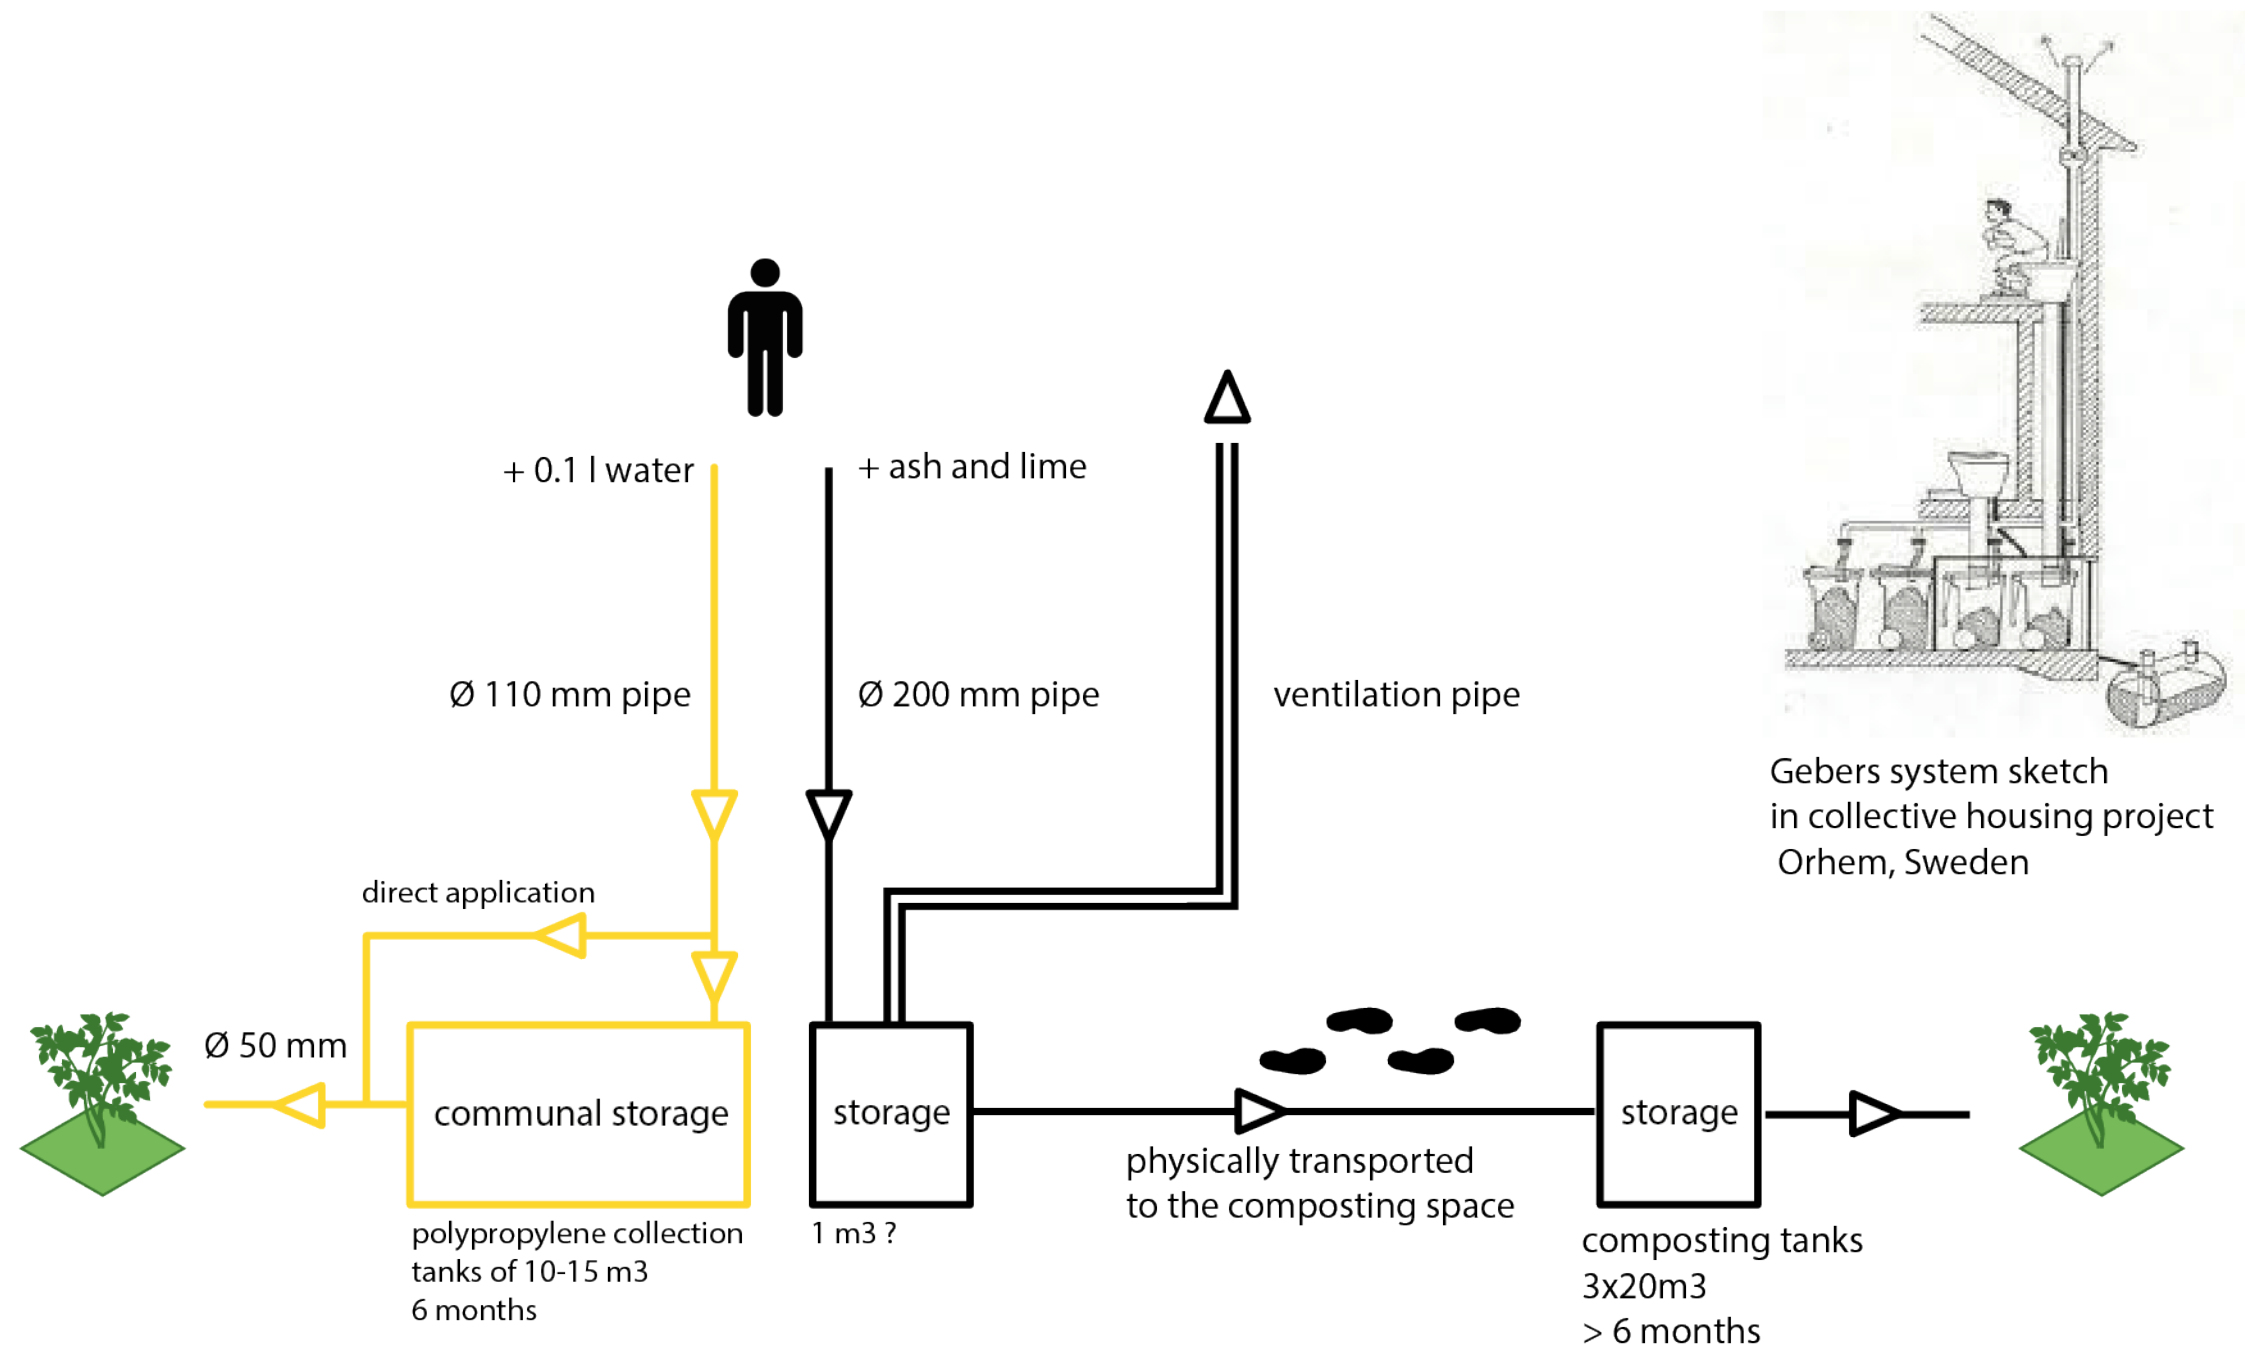 + 0.1 l water
+ ash and lime
Ø 110 mm pipe
Ø 200 mm pipe
ventilation pipe
Gebers system sketch
in collective housing project
Orhem, Sweden
direct application
Ø 50 mm
communal storage
storage
storage
physically transported
to the composting space
polypropylene collection
tanks of 10-15 m3
6 months
1 m3 ?
composting tanks
3x20m3
> 6 months